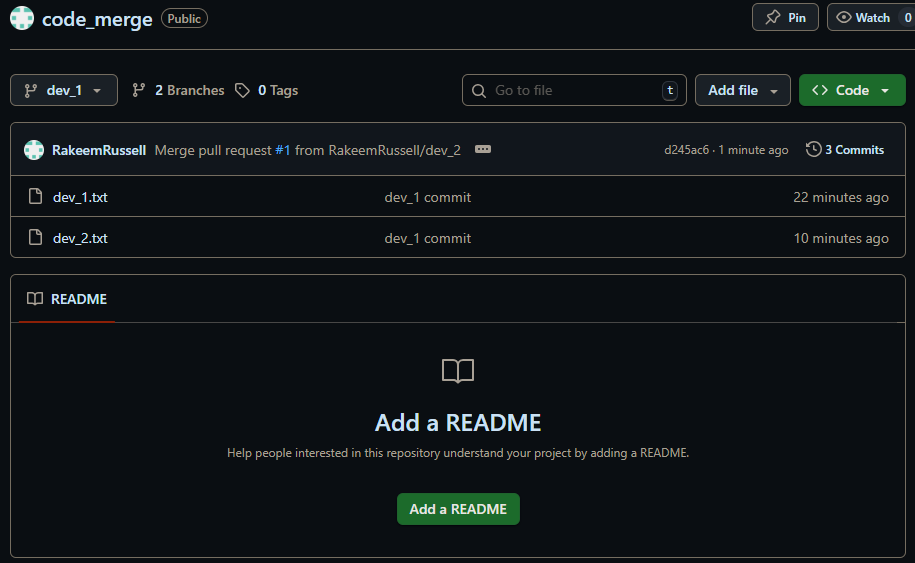 code_merge Public Pin Watch 0
dev_1 2 Branches 0 Tags Go to file t Add file Code
RakeemRussell Merge pull request #1 from RakeemRussell/dev_2 d245ac6 · 1 minute ago 3 Commits
dev_1.txt dev_1 commit 22 minutes ago
dev_2.txt dev_1 commit 10 minutes ago
README
Add a README
Help people interested in this repository understand your project by adding a README.
Add a README